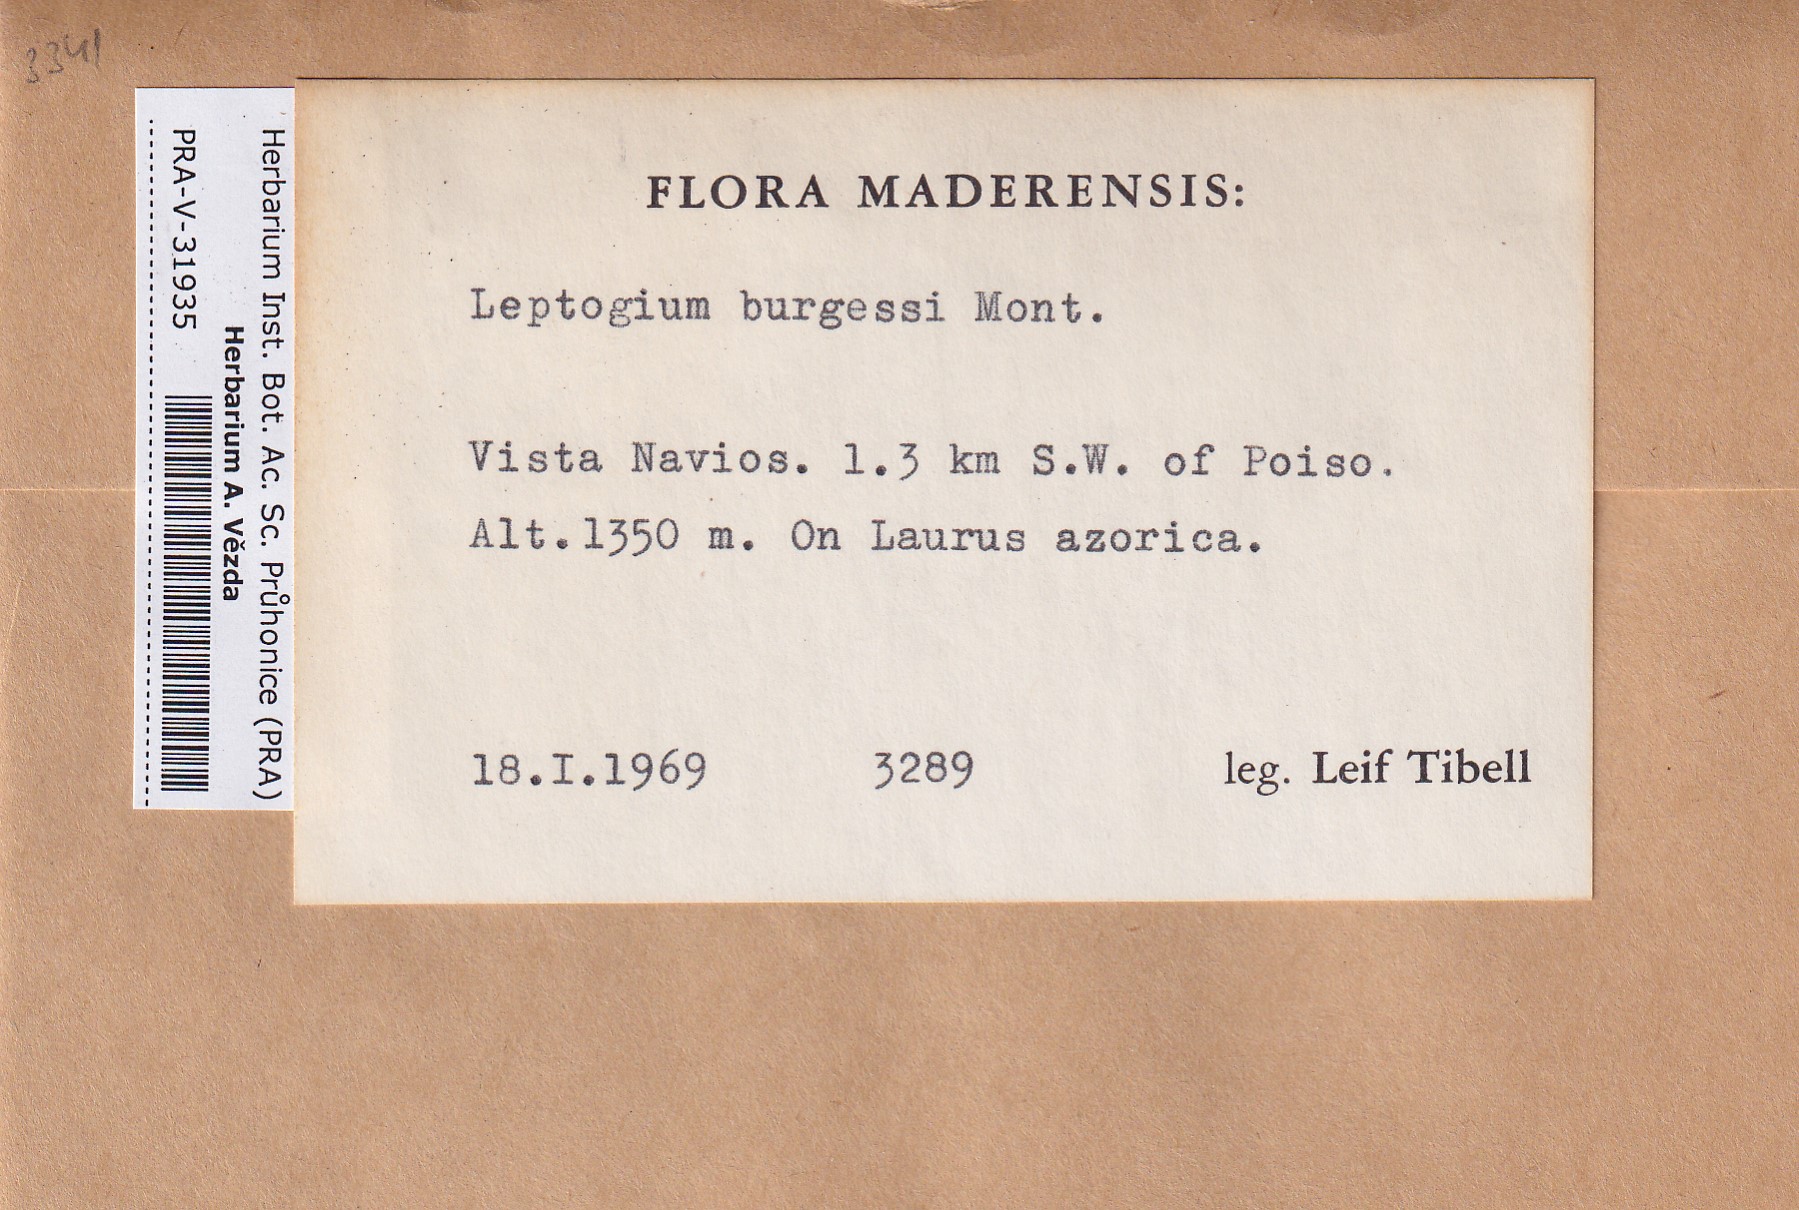 3341
Herbarium Inst. Bot. Ac. Sc. Průhonice (PRA)
Herbarium A. Vězda
PRA-V-31935
FLORA MADERENSIS:
Leptogium burgessi Mont.
Vista Navios. 1.3 km S.W. of Poiso.
Alt.1350 m. On Laurus azorica.
18.I.1969 3289 leg. Leif Tibell